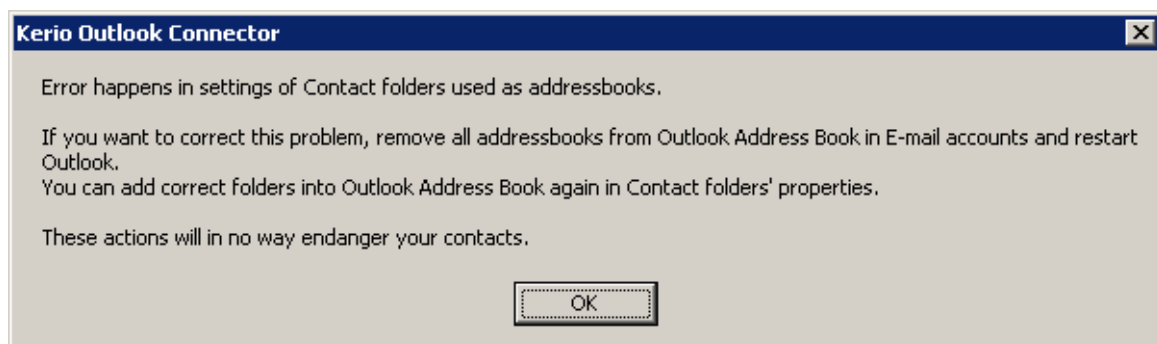 Kerio Outlook Connector
Error happens in settings of Contact folders used as addressbooks.
If you want to correct this problem, remove all addressbooks from Outlook Address Book in E-mail accounts and restart
Outlook.
You can add correct folders into Outlook Address Book again in Contact folders' properties.
These actions will in no way endanger your contacts.
OK